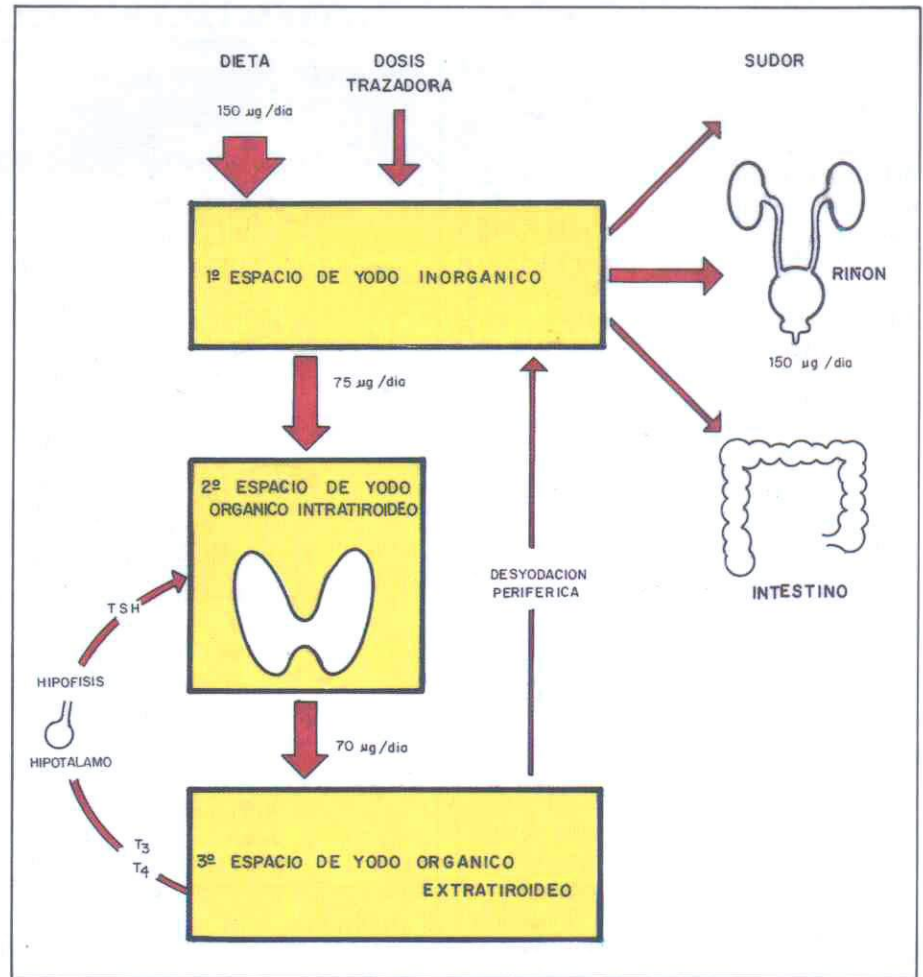 DIETA
DOSIS
TRAZADORA
SUDOR
150 µg/dia
1º ESPACIO DE YODO INORGANICO
RIÑON
150 µg/dia
75 µg/dia
2º ESPACIO DE YODO
ORGANICO INTRATIROIDEO
DESYODACION
PERIFERICA
INTESTINO
TSH
HIPOFISIS
HIPOTALAMO
70 µg/dia
T3
T4
3º ESPACIO DE YODO ORGANICO
EXTRATIROIDEO